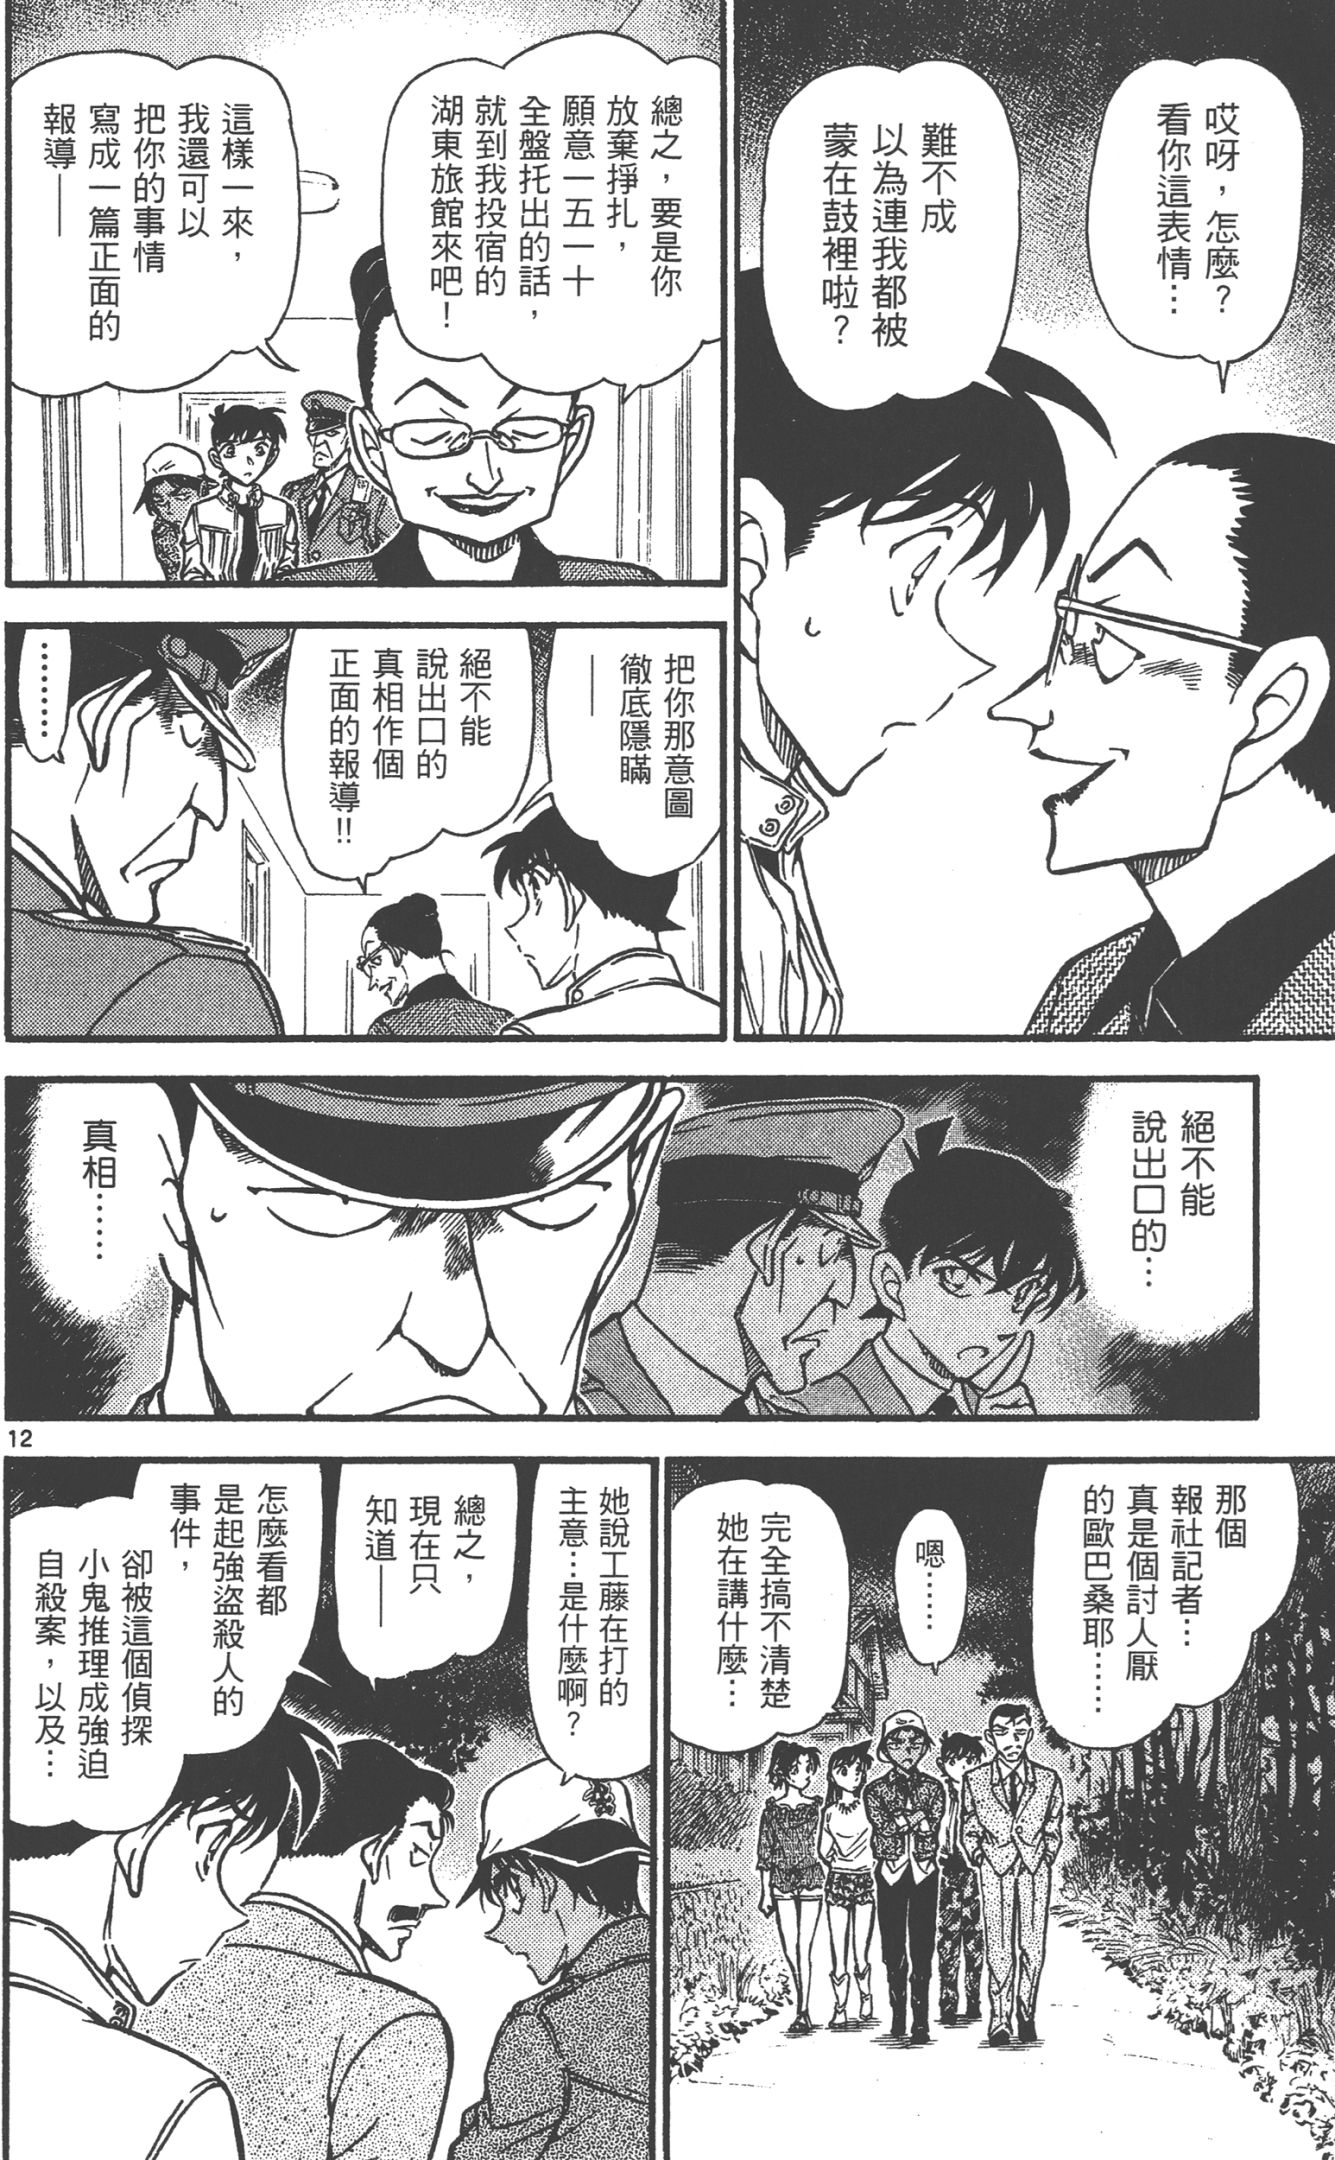 哎呀，怎麼？
看你這表情…
難不成
以為連我都被
蒙在鼓裡啦？
總之，要是你
放棄掙扎，
願意一五一十
全盤托出的話，
就到我投宿的
湖東旅館來吧！
這樣一來，
我還可以
把你的事情
寫成一篇正面的
報導——
把你那意圖
徹底隱瞞
——
絕不能
說出口的
真相作個
正面的報導!!
………
絕不能
說出口的…
真相……
12
那個
報社記者…
真是個討人厭
的歐巴桑耶……
嗯……
完全搞不清楚
她在講什麼…
她說工藤在打的
主意…是什麼啊？
總之，
現在只
知道——
怎麼看都
是起強盜殺人的
事件，
卻被這個偵探
小鬼推理成強迫
自殺案，以及…